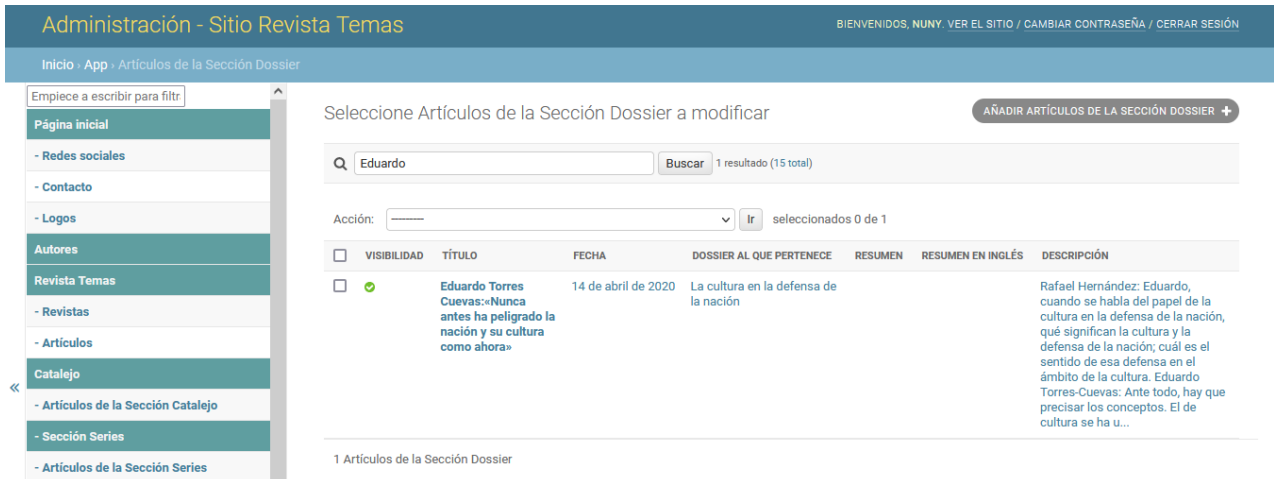 Administración - Sitio Revista Temas
BIENVENIDOS, NUNY. VER EL SITIO / CAMBIAR CONTRASEÑA / CERRAR SESIÓN
Inicio › App › Artículos de la Sección Dossier
Empiece a escribir para filtr
Página inicial
- Redes sociales
- Contacto
- Logos
Autores
Revista Temas
- Revistas
- Artículos
Catalejo
- Artículos de la Sección Catalejo
- Sección Series
- Artículos de la Sección Series
«
Seleccione Artículos de la Sección Dossier a modificar
AÑADIR ARTÍCULOS DE LA SECCIÓN DOSSIER +
Eduardo
Buscar
1 resultado (15 total)
Acción:
---------
Ir
seleccionados 0 de 1
VISIBILIDAD TÍTULO FECHA DOSSIER AL QUE PERTENECE RESUMEN RESUMEN EN INGLÉS DESCRIPCIÓN
Eduardo Torres
Cuevas:«Nunca
antes ha peligrado la
nación y su cultura
como ahora»
14 de abril de 2020
La cultura en la defensa de
la nación
Rafael Hernández: Eduardo,
cuando se habla del papel de la
cultura en la defensa de la nación,
qué significan la cultura y la
defensa de la nación; cuál es el
sentido de esa defensa en el
ámbito de la cultura. Eduardo
Torres-Cuevas: Ante todo, hay que
precisar los conceptos. El de
cultura se ha u...
1 Artículos de la Sección Dossier